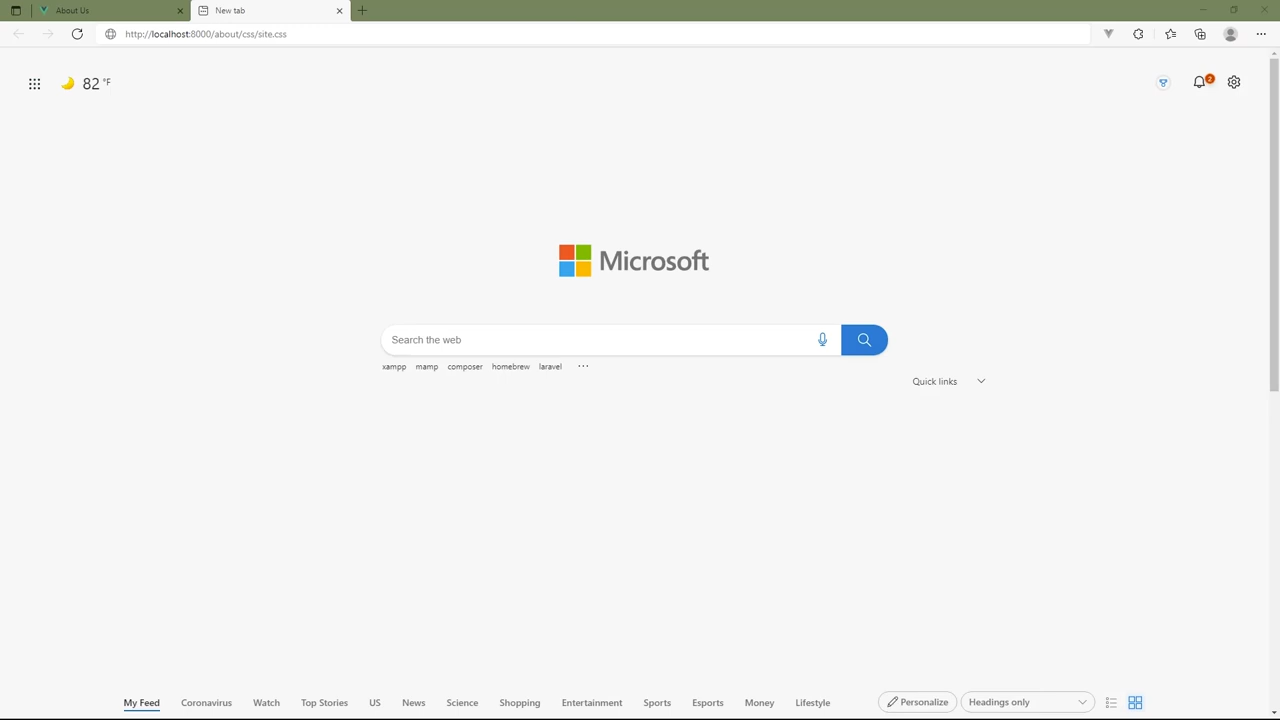 About Us
New tab
http://localhost:8000/about/css/site.css
82 °F
2
Microsoft
Search the web
xampp mamp composer homebrew laravel ...
Quick links
My Feed Coronavirus Watch Top Stories US News Science Shopping Entertainment Sports Esports Money Lifestyle Personalize Headings only